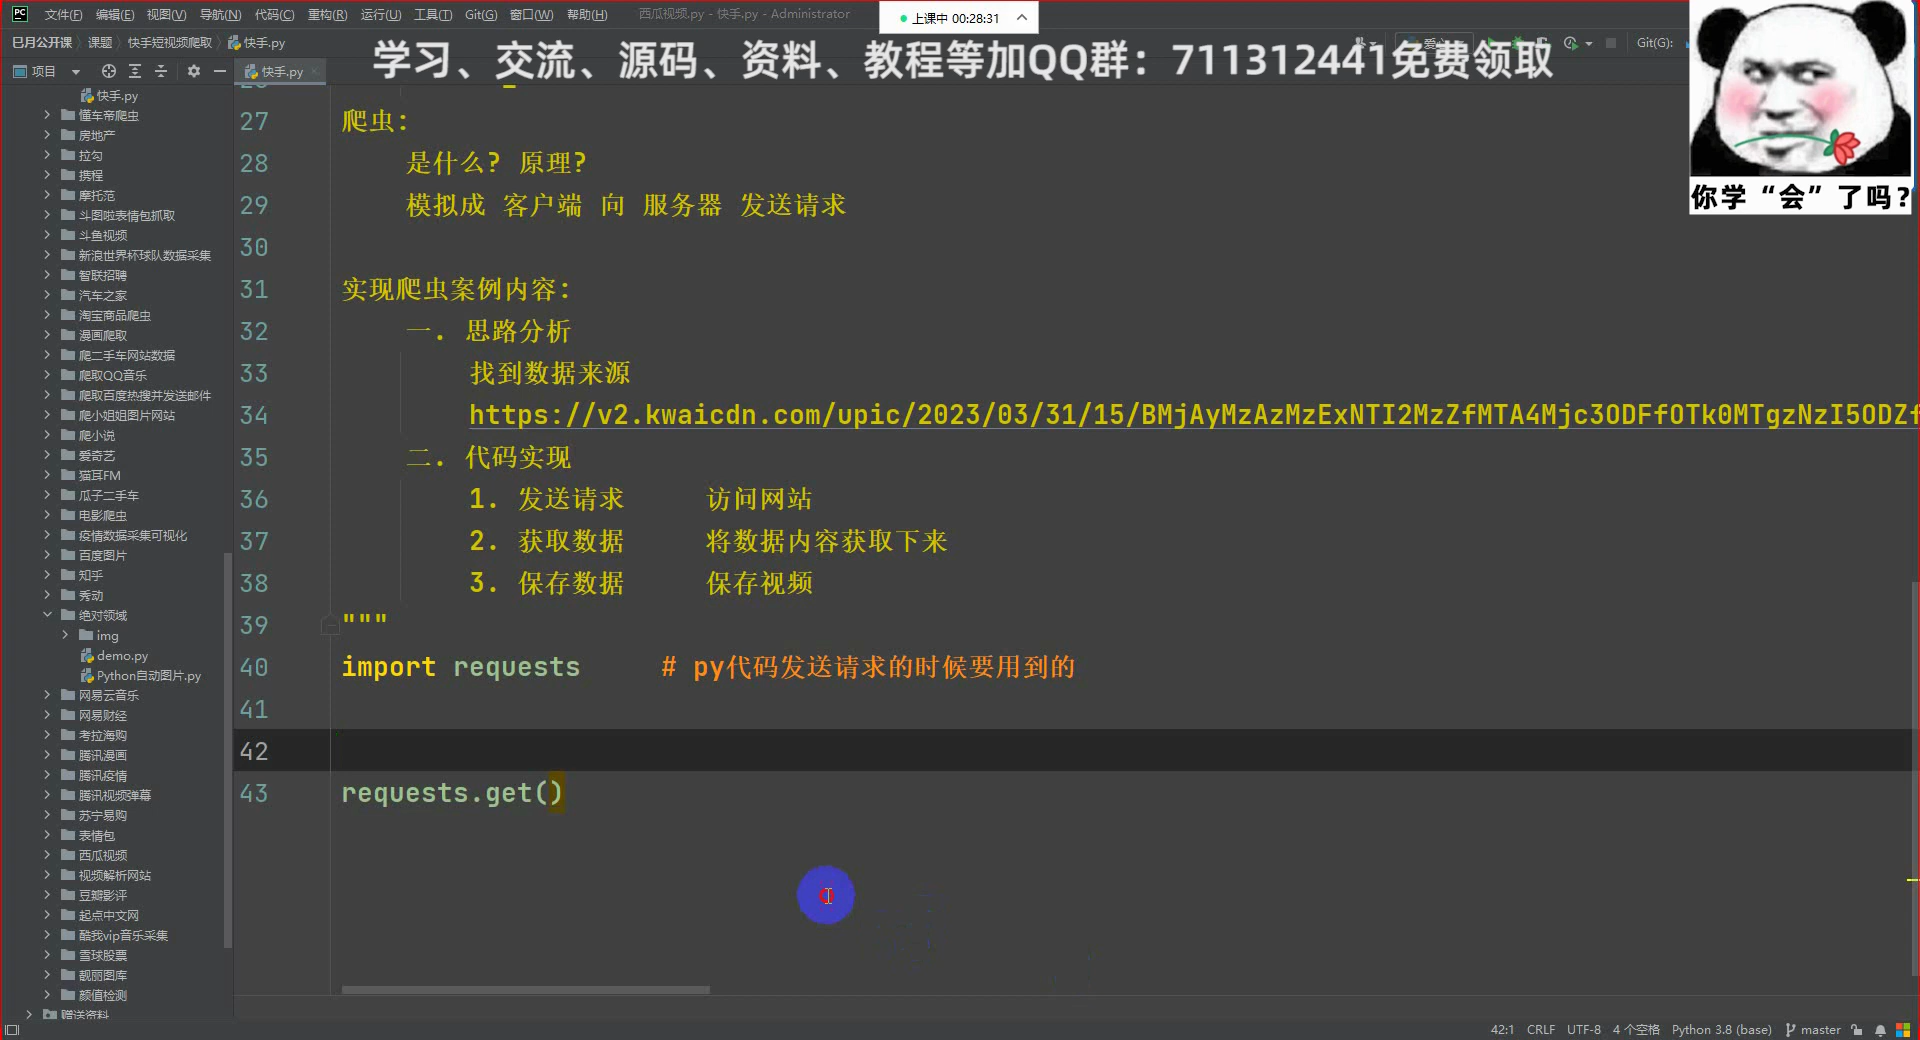 文件(F) 编辑(E) 视图(V) 导航(N) 代码(C) 重构(R) 运行(U) 工具(T) Git(G) 窗口(W) 帮助(H) 西瓜视频.py - 快手.py - Administrator
上课中 00:28:31
巳月公开课 课题 快手短视频爬取 快手.py
Git(G):
学习、交流、源码、资料、教程等加QQ群：711312441免费领取
项目
快手.py
你学“会”了吗?
快手.py
懂车帝爬虫
房地产
拉勾
携程
摩托范
斗图啦表情包抓取
斗鱼视频
新浪世界杯球队数据采集
智联招聘
汽车之家
淘宝商品爬虫
漫画爬取
爬二手车网站数据
爬取QQ音乐
爬取百度热搜并发送邮件
爬小姐姐图片网站
爬小说
爱奇艺
猫耳FM
瓜子二手车
电影爬虫
疫情数据采集可视化
百度图片
知乎
秀动
绝对领域
img
demo.py
Python自动图片.py
网易云音乐
网易财经
考拉海购
腾讯漫画
腾讯疫情
腾讯视频弹幕
苏宁易购
表情包
西瓜视频
视频解析网站
豆瓣影评
起点中文网
酷我vip音乐采集
雪球股票
靓丽图库
颜值检测
赠送资料
27 爬虫：
28 是什么? 原理?
29 模拟成 客户端 向 服务器 发送请求
30
31 实现爬虫案例内容：
32 一. 思路分析
33 找到数据来源
34 https://v2.kwaicdn.com/upic/2023/03/31/15/BMjAyMzAzMzExNTI2MzZfMTA4Mjc3ODFfOTk0MTgzNzI5ODZf
35 二. 代码实现
36 1. 发送请求 访问网站
37 2. 获取数据 将数据内容获取下来
38 3. 保存数据 保存视频
39 """
40 import requests # py代码发送请求的时候要用到的
41
42
43 requests.get()
42:1 CRLF UTF-8 4 个空格 Python 3.8 (base) master